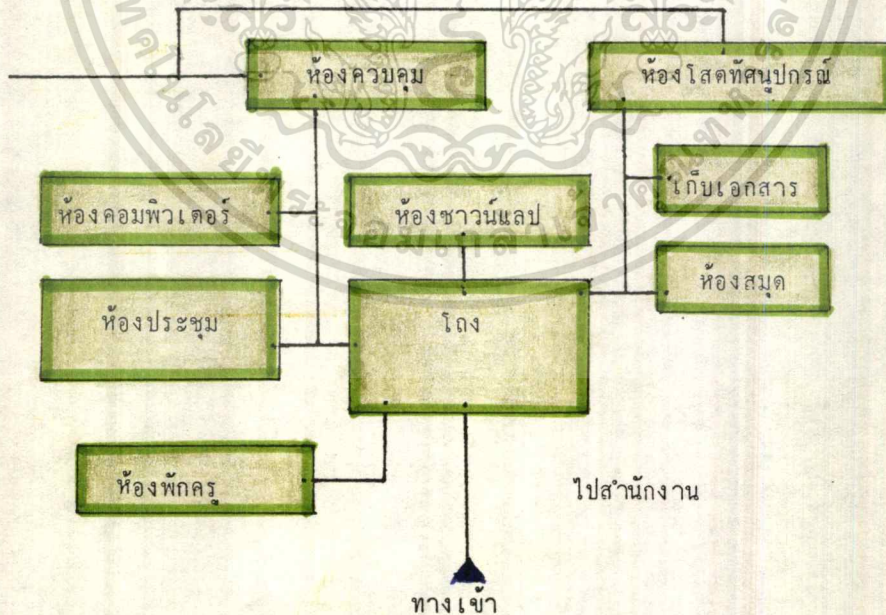 ห้องควบคุม
ห้องโสตทัศนูปกรณ์
ห้องคอมพิวเตอร์
ห้องซาวน์แลป
เก็บเอกสาร
ห้องสมุด
ห้องประชุม
โถง
ห้องพักครู
ไปสำนักงาน
ทางเข้า